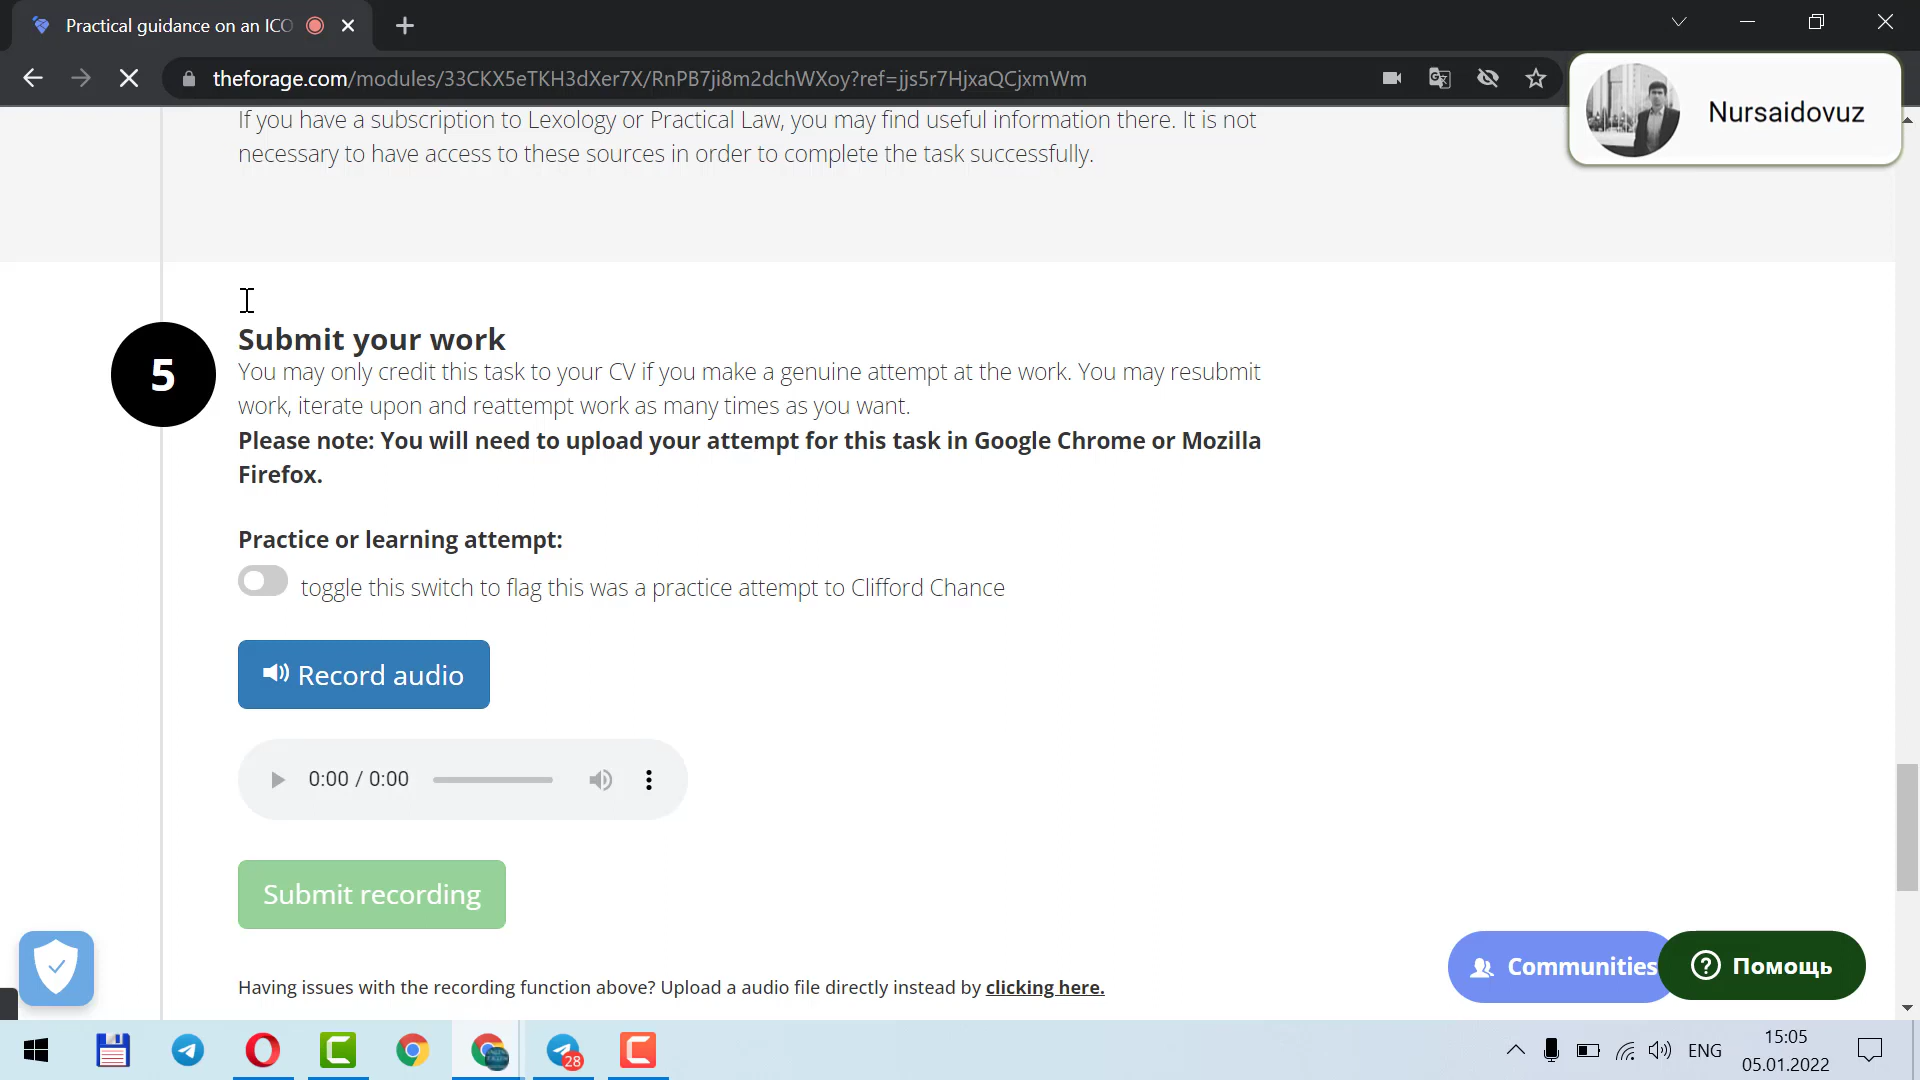 Practical guidance on an ICO
theforage.com/modules/33CKX5eTKH3dXer7X/RnPB7ji8m2dchWXoy?ref=jjs5r7HjxaQCjxmWm
Nursaidovuz
If you have a subscription to Lexology or Practical Law, you may find useful information there. It is not
necessary to have access to these sources in order to complete the task successfully.
5
Submit your work
You may only credit this task to your CV if you make a genuine attempt at the work. You may resubmit
work, iterate upon and reattempt work as many times as you want.
Please note: You will need to upload your attempt for this task in Google Chrome or Mozilla
Firefox.
Practice or learning attempt:
toggle this switch to flag this was a practice attempt to Clifford Chance
Record audio
0:00 / 0:00
Submit recording
Communities
Помощь
Having issues with the recording function above? Upload a audio file directly instead by clicking here.
28
ENG
15:05
05.01.2022